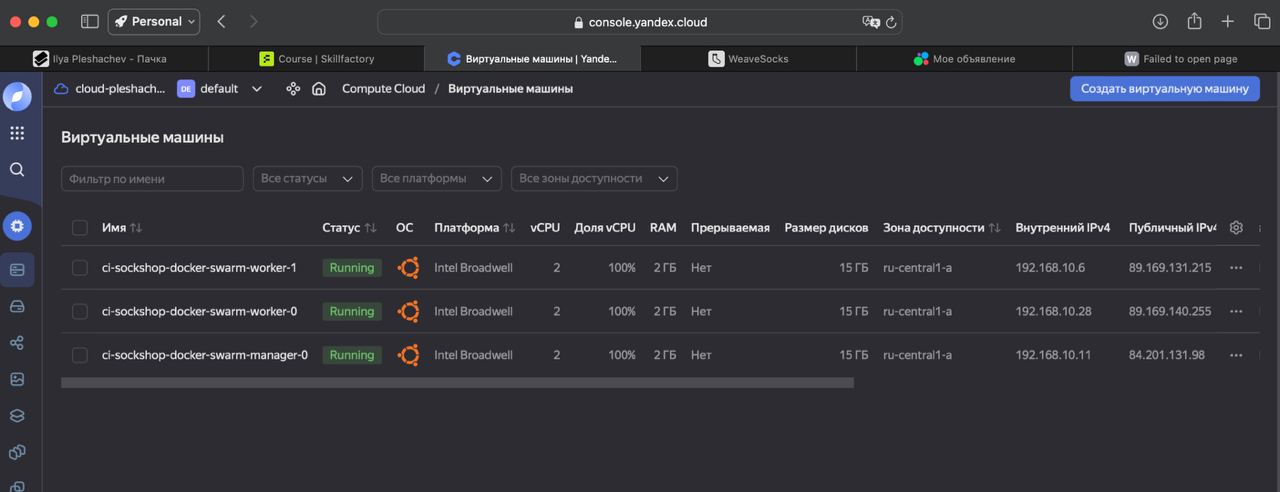 Personal
console.yandex.cloud
Ilya Pleshachev - Пачка
Course | Skillfactory
Виртуальные машины | Yande...
WeaveSocks
Мое объявление
W Failed to open page
cloud-pleshach... DE default Compute Cloud / Виртуальные машины Создать виртуальную машину
Виртуальные машины
Фильтр по имени Все статусы Все платформы Все зоны доступности
Имя Статус ОС Платформа vCPU Доля vCPU RAM Прерываемая Размер дисков Зона доступности Внутренний IPv4 Публичный IPv4
ci-sockshop-docker-swarm-worker-1 Running Intel Broadwell 2 100% 2 ГБ Нет 15 ГБ ru-central1-a 192.168.10.6 89.169.131.215
ci-sockshop-docker-swarm-worker-0 Running Intel Broadwell 2 100% 2 ГБ Нет 15 ГБ ru-central1-a 192.168.10.28 89.169.140.255
ci-sockshop-docker-swarm-manager-0 Running Intel Broadwell 2 100% 2 ГБ Нет 15 ГБ ru-central1-a 192.168.10.11 84.201.131.98